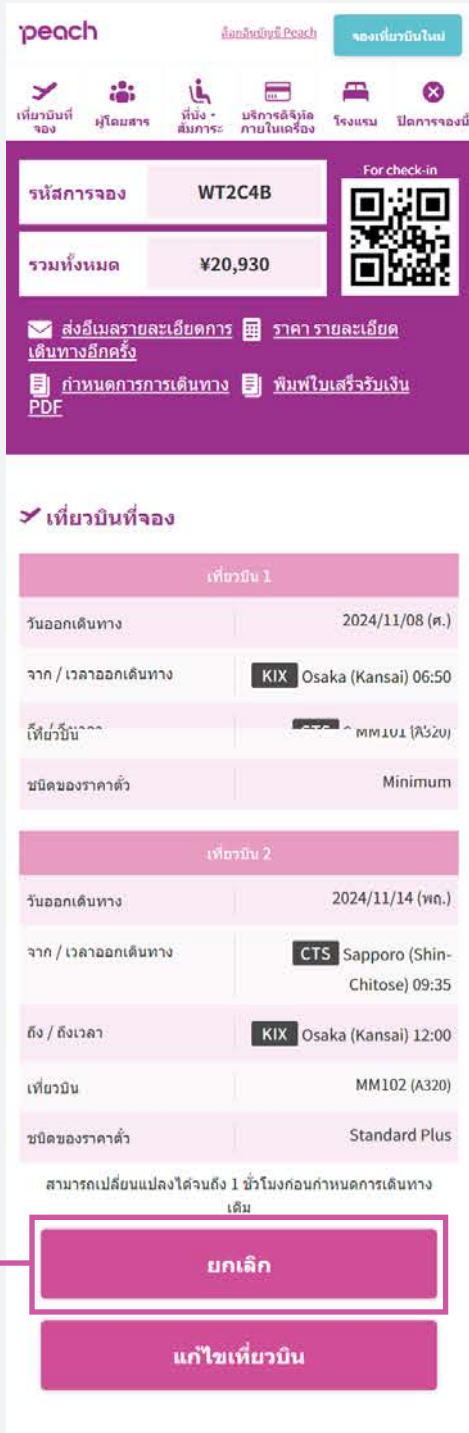 peach
ล็อกอินบัญชี Peach
จองเที่ยวบินใหม่
เที่ยวบินที่
จอง
ผู้โดยสาร
ที่นั่ง・
สัมภาระ
บริการดิจิทัล
ภายในเครื่อง
โรงแรม
ปิดการจองนี้
รหัสการจอง WT2C4B
For check-in
รวมทั้งหมด ¥20,930
ส่งอีเมลรายละเอียดการ
เดินทางอีกครั้ง
ราคา รายละเอียด
กำหนดการการเดินทาง
PDF
พิมพ์ใบเสร็จรับเงิน
เที่ยวบินที่จอง
เที่ยวบิน 1
วันออกเดินทาง 2024/11/08 (ศ.)
จาก / เวลาออกเดินทาง KIX Osaka (Kansai) 06:50
เที่ยวบิน MM101 (A320)
ชนิดของราคาตั๋ว Minimum
เที่ยวบิน 2
วันออกเดินทาง 2024/11/14 (พฤ.)
จาก / เวลาออกเดินทาง CTS Sapporo (Shin-
Chitose) 09:35
ถึง / ถึงเวลา KIX Osaka (Kansai) 12:00
เที่ยวบิน MM102 (A320)
ชนิดของราคาตั๋ว Standard Plus
สามารถเปลี่ยนแปลงได้จนถึง 1 ชั่วโมงก่อนกำหนดการเดินทาง
เดิม
ยกเลิก
แก้ไขเที่ยวบิน